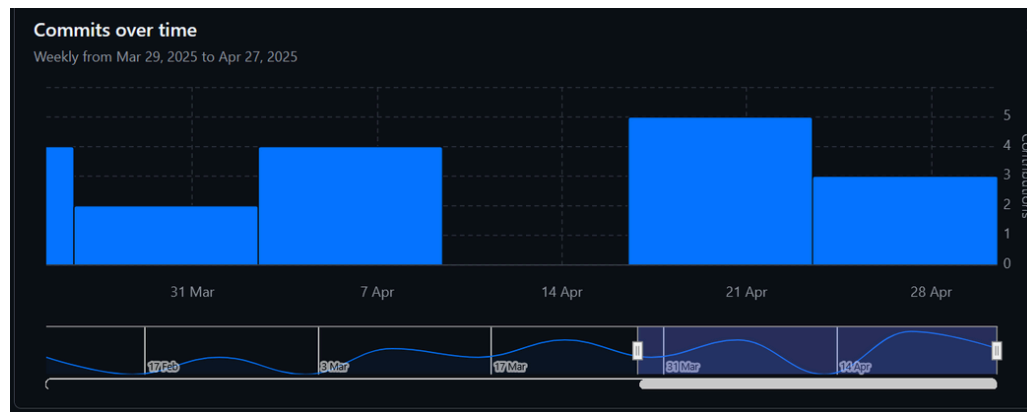 Commits over time
Weekly from Mar 29, 2025 to Apr 27, 2025
5
4
3
2
1
0
Contributions
31 Mar
7 Apr
14 Apr
21 Apr
28 Apr
17 Feb
3 Mar
17 Mar
31 Mar
14 Apr